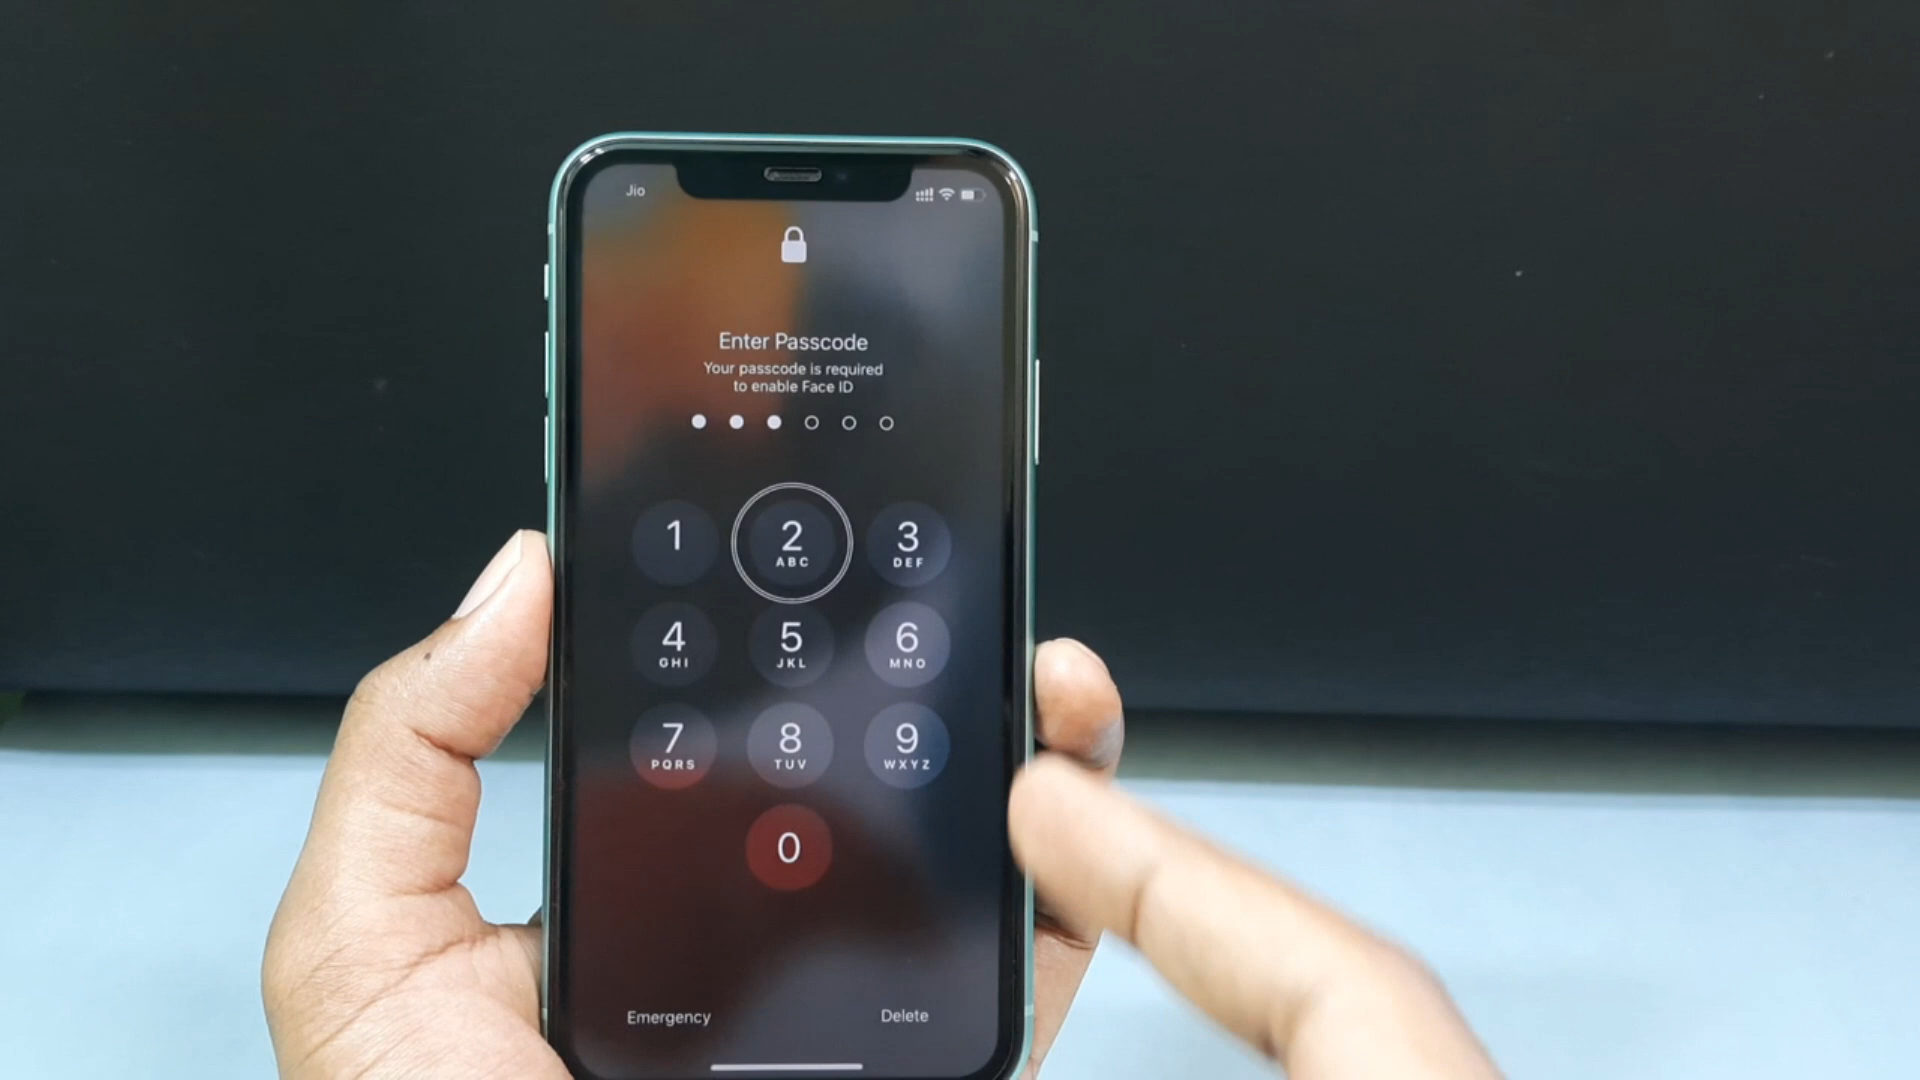 Jio
Enter Passcode
Your passcode is required
to enable Face ID
1
2
ABC
3
DEF
4
GHI
5
JKL
6
MNO
7
PQRS
8
TUV
9
WXYZ
0
Emergency
Delete